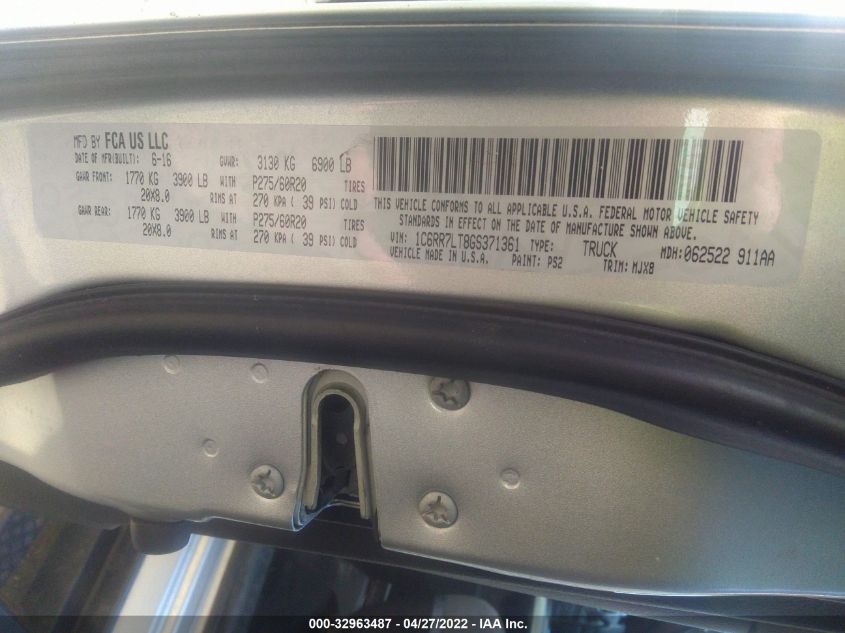 MFD BY FCA US LLC
DATE OF MFR(BUILT): 6-16 GVWR: 3130 KG 6900 LB
GAWR FRONT: 1770 KG 3900 LB WITH P275/60R20 TIRES
20X8.0 RIMS AT 270 KPA ( 39 PSI) COLD
GAWR REAR: 1770 KG 3900 LB WITH P275/60R20 TIRES
20X8.0 RIMS AT 270 KPA ( 39 PSI) COLD
THIS VEHICLE CONFORMS TO ALL APPLICABLE U.S.A. FEDERAL MOTOR VEHICLE SAFETY
STANDARDS IN EFFECT ON THE DATE OF MANUFACTURE SHOWN ABOVE.
VIN: 1C6RR7LT8GS371361 TYPE: TRUCK MDH:062522 911AA
VEHICLE MADE IN U.S.A. PAINT: PS2 TRIM: MJX8
000-32963487 - 04/27/2022 - IAA Inc.